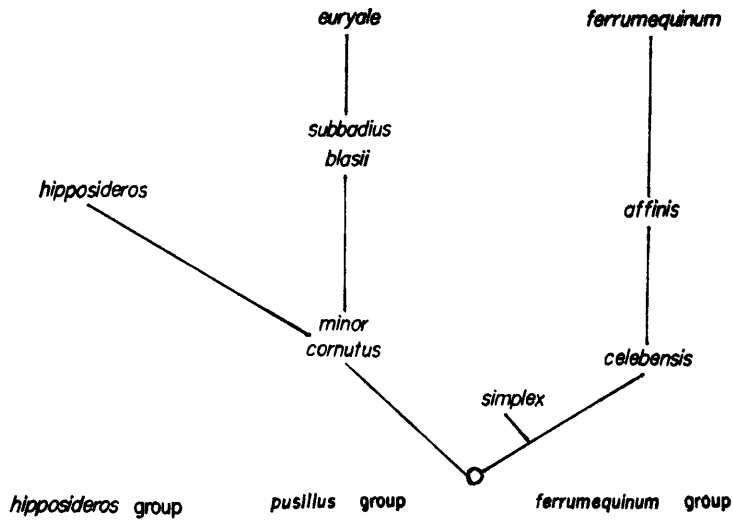 euryale
ferrumequinum
subbadius
blasii
hipposideros
affinis
minor
cornutus
celebensis
simplex
hipposideros group
pusillus group
ferrumequinum group